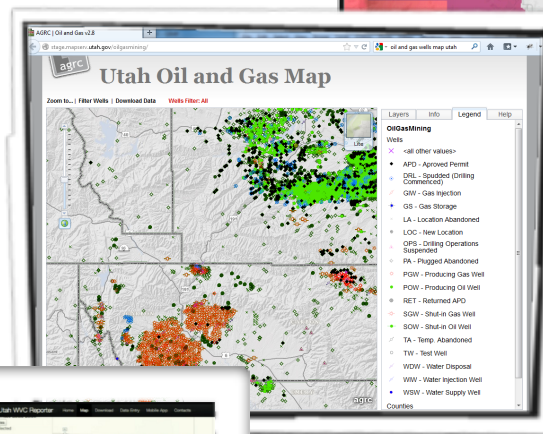 AGRC | Oil and Gas v2.8
stage.mapserv.utah.gov/oilgasmining/
oil and gas wells map utah
agrc
Utah Oil and Gas Map
Zoom to... | Filter Wells | Download Data Wells Filter: All
Layers Info Legend Help
Lite
OilGasMining
Wells
<all other values>
APD - Aproved Permit
DRL - Spudded (Drilling
Commenced)
GIW - Gas Injection
GS - Gas Storage
LA - Location Abandoned
LOC - New Location
OPS - Drilling Operations
Suspended
PA - Plugged Abandoned
PGW - Producing Gas Well
POW - Producing Oil Well
RET - Returned APD
SGW - Shut-in Gas Well
SOW - Shut-in Oil Well
TA - Temp. Abandoned
TW - Test Well
WDW - Water Disposal
WIW - Water Injection Well
WSW - Water Supply Well
Counties
agrc
Utah WVC Reporter Home Map Download Data Entry Mobile App Contacts